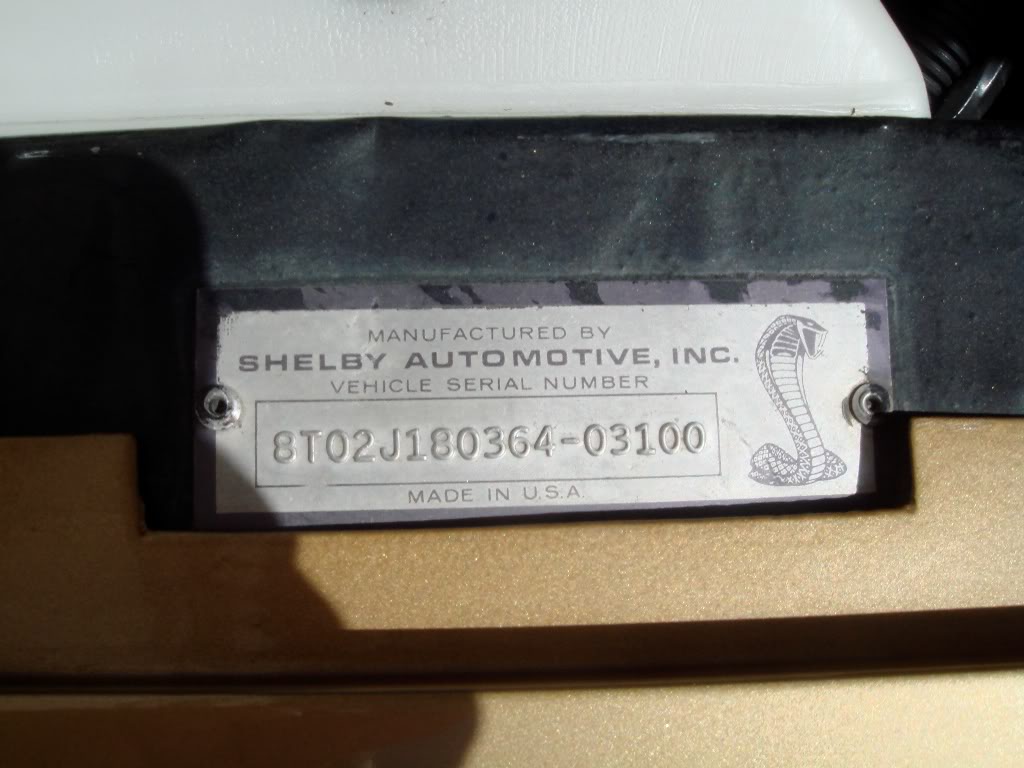 MANUFACTURED BY
SHELBY AUTOMOTIVE, INC.
VEHICLE SERIAL NUMBER
8T02J180364-03100
MADE IN U.S.A.